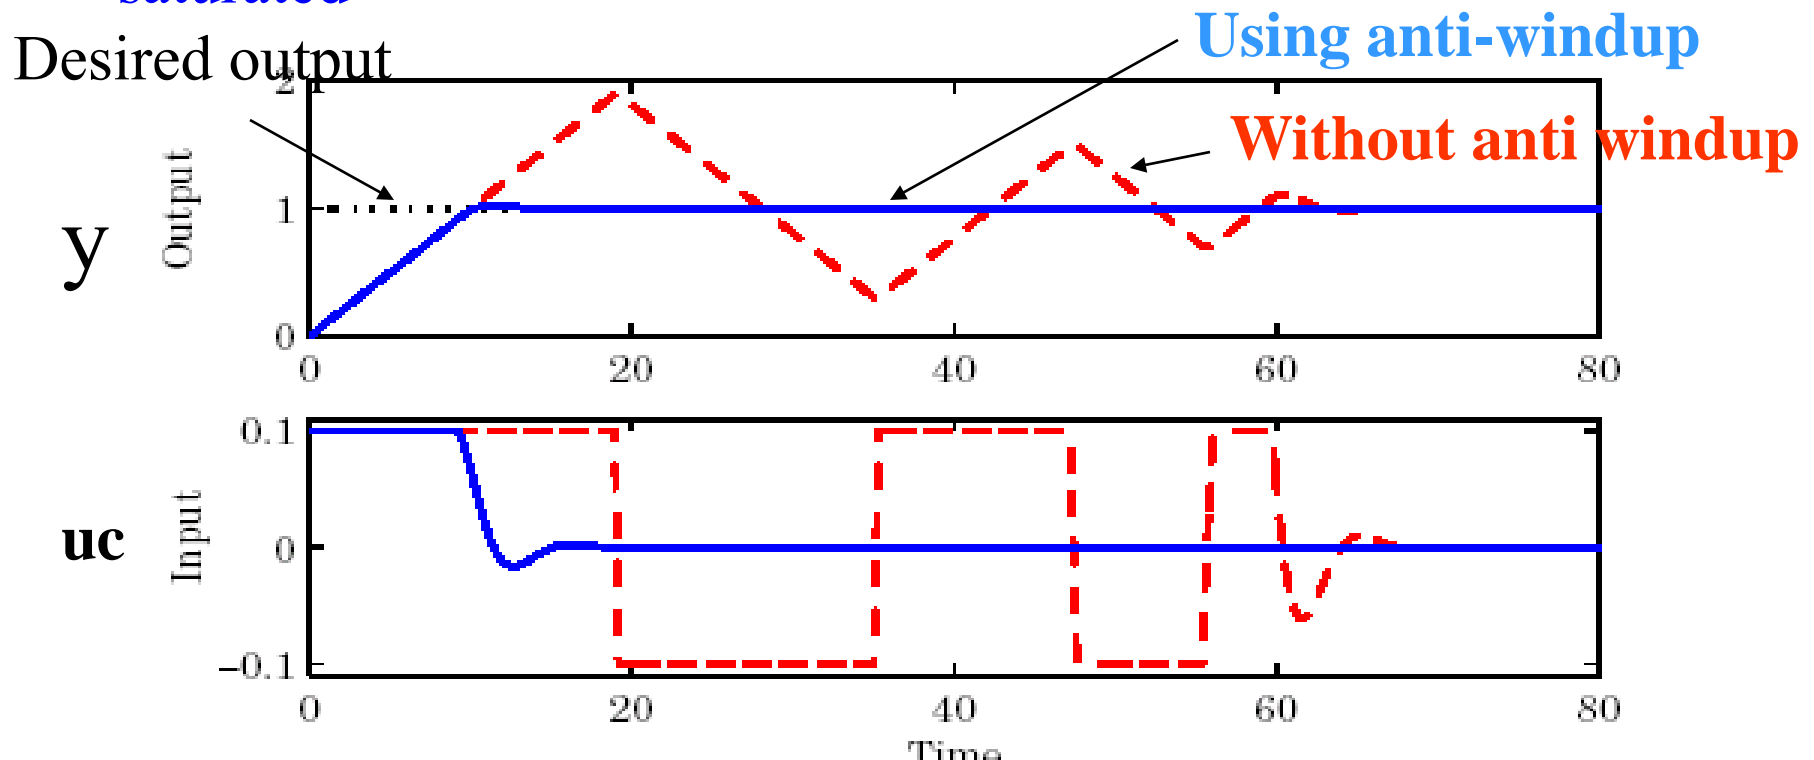 saturated
Desired output
Using anti-windup
Without anti windup
2
1
0
Output
y
0 20 40 60 80
0.1
0
−0.1
Input
uc
0 20 40 60 80
Time